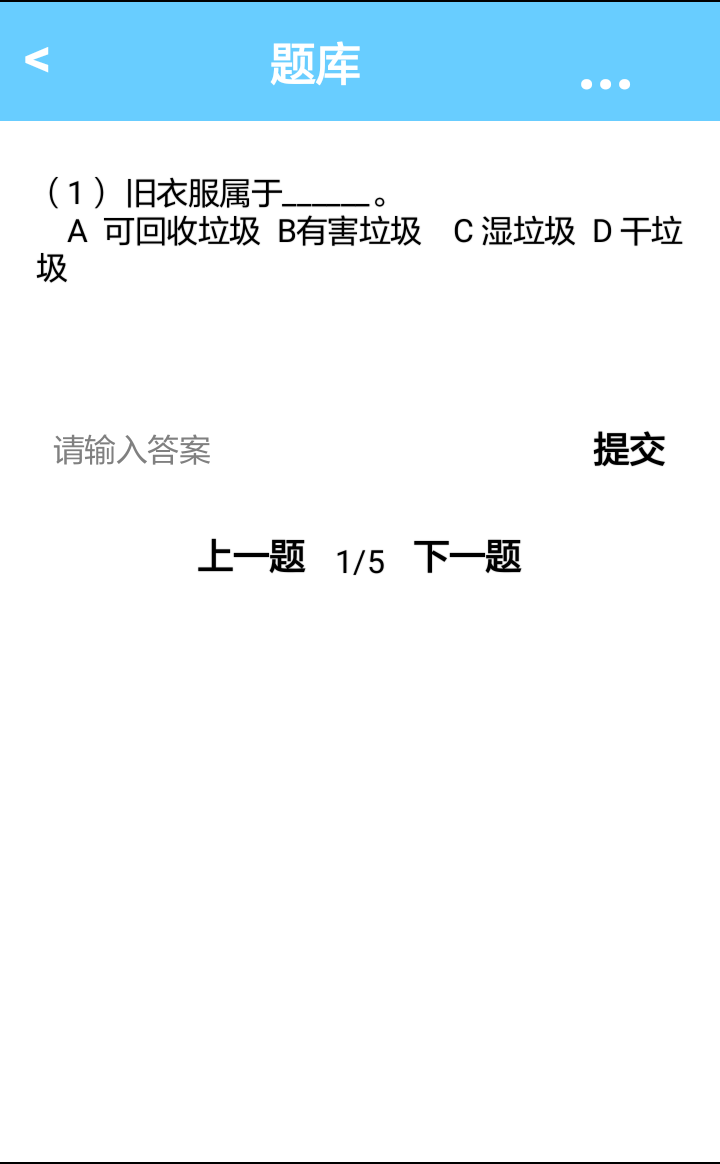 <
题库
...
（1）旧衣服属于______。
A 可回收垃圾 B有害垃圾 C 湿垃圾 D 干垃
圾
请输入答案
提交
上一题 1/5 下一题